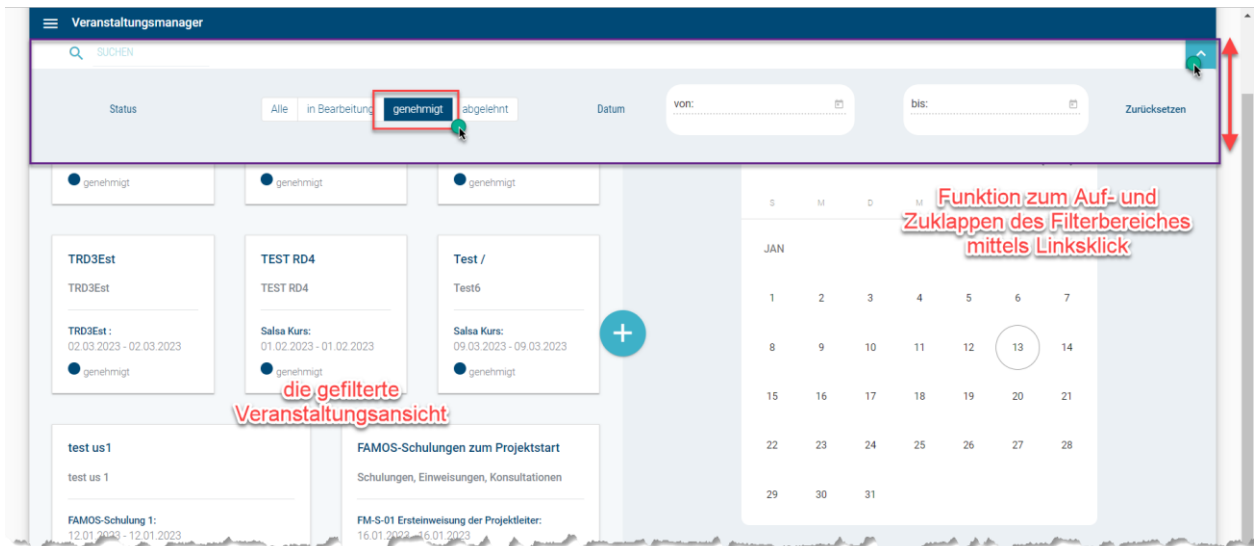 Veranstaltungsmanager
SUCHEN
Status
Alle
in Bearbeitung
genehmigt
abgelehnt
Datum
von:
bis:
Zurücksetzen
genehmigt
genehmigt
genehmigt
TRD3Est
TRD3Est
TRD3Est :
02.03.2023 - 02.03.2023
genehmigt
TEST RD4
TEST RD4
Salsa Kurs:
01.02.2023 - 01.02.2023
genehmigt
Test /
Test6
Salsa Kurs:
09.03.2023 - 09.03.2023
genehmigt
+
die gefilterte
Veranstaltungsansicht
test us1
test us 1
FAMOS-Schulung 1:
12.01.2023 - 12.01.2023
FAMOS-Schulungen zum Projektstart
Schulungen, Einweisungen, Konsultationen
FM-S-01 Ersteinweisung der Projektleiter:
16.01.2023 - 16.01.2023
Funktion zum Auf- und
Zuklappen des Filterbereiches
mittels Linksklick
S M D M
JAN
1 2 3 4 5 6 7
8 9 10 11 12 13 14
15 16 17 18 19 20 21
22 23 24 25 26 27 28
29 30 31